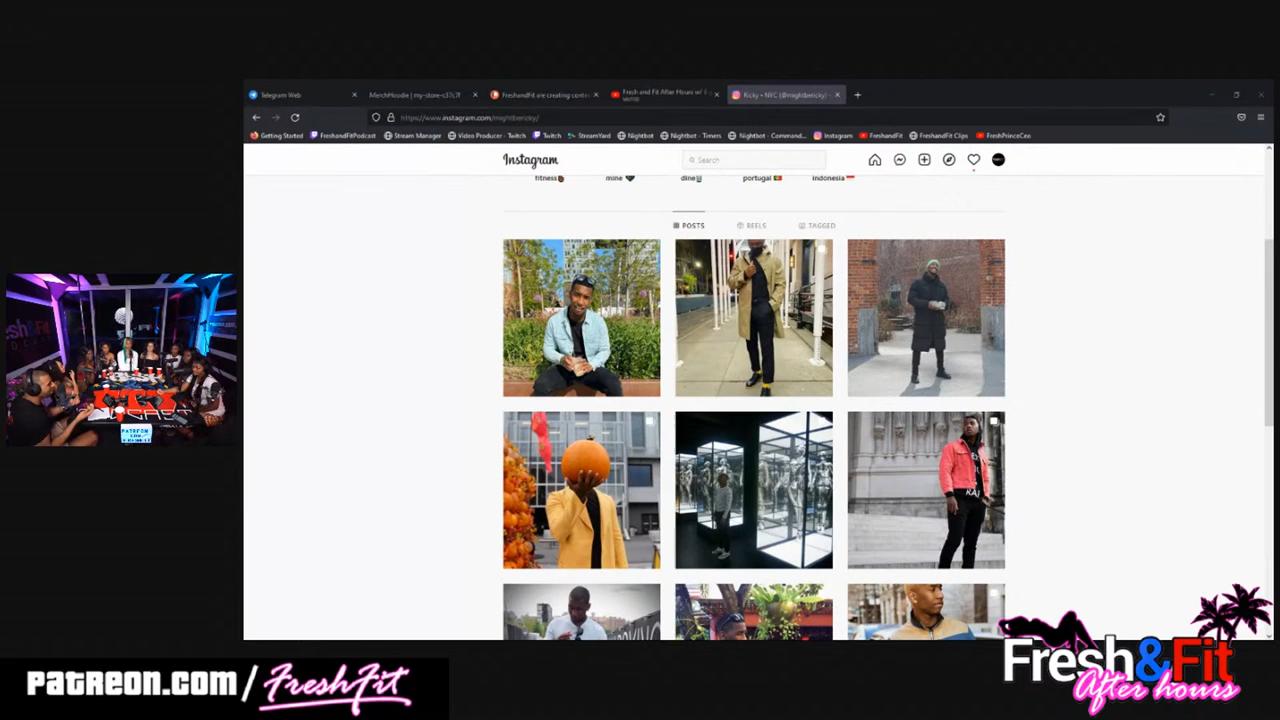 Telegram Web
MerchHoodie | my-store-c37c7f
FreshandFit are creating cont
Fresh and Fit After Hours w/
Ricky • NYC (@mightbericky)
https://www.instagram.com/mightbericky/
Getting Started
FreshandFitPodcast
Stream Manager
Video Producer - Twitch
Twitch
StreamYard
Nightbot
Nightbot - Timers
Nightbot - Command...
Instagram
FreshandFit
FreshandFit Clips
FreshPrinceCeo
Instagram
Search
fitness
mine
dine
portugal
indonesia
POSTS
REELS
TAGGED
PATREON.COM/
FreshFit
Fresh&Fit
After hours